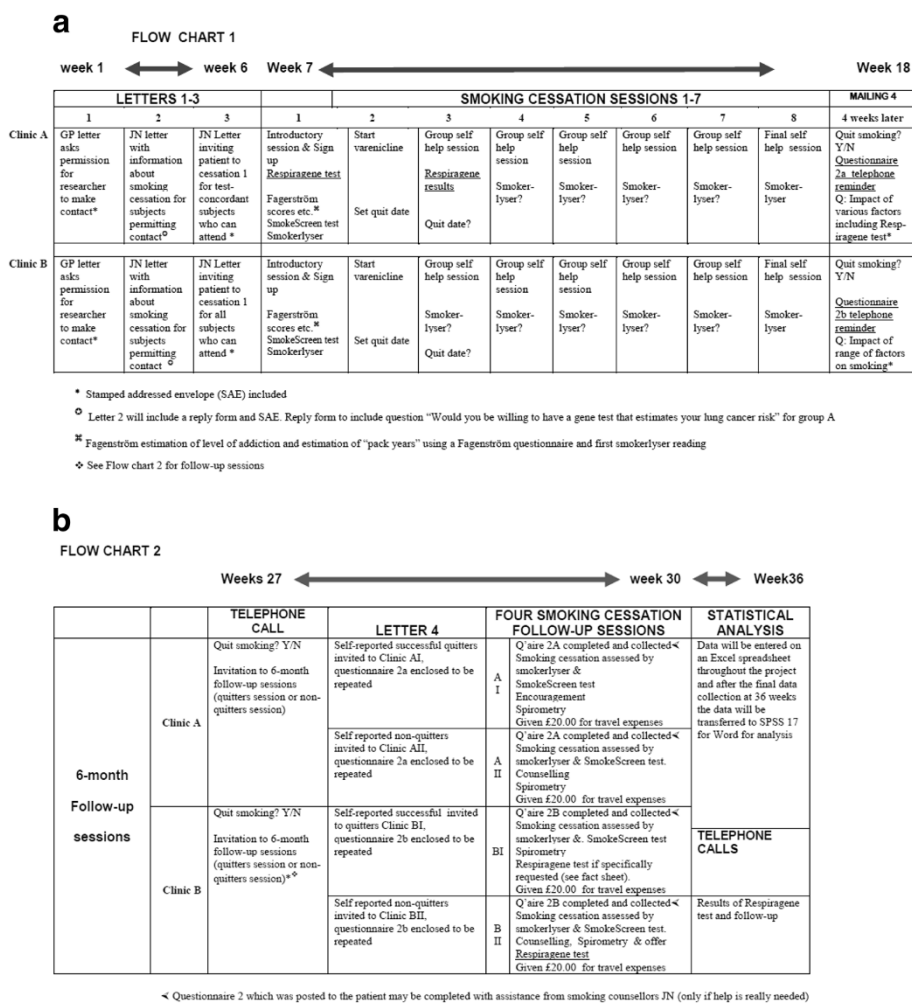 a
FLOW CHART 1
week 1
week 6
Week 7
Week 18
LETTERS 1-3
SMOKING CESSATION SESSIONS 1-7
MAILING 4
1
2
3
1
2
3
4
5
6
7
8
4 weeks later
Clinic A
GP letter
asks
permission
for
researcher
to make
contact*
JN letter
with
information
about
smoking
cessation for
subjects
permitting
contact✪
JN Letter
inviting
patient to
cessation 1
for test-
concordant
subjects
who can
attend *
Introductory
session & Sign
up
Respiragene test
Fagerström
scores etc.⌘
SmokeScreen test
Smokerlyser
Start
varenicline
Set quit date
Group self
help session
Respiragene
results
Quit date?
Group self
help
session
Smoker-
lyser?
Group self
help
session
Smoker-
lyser?
Group self
help session
Smoker-
lyser?
Group self
help session
Smoker-
lyser?
Final self
help session
Smoker-
lyser
Quit smoking?
Y/N
Questionnaire
2a telephone
reminder
Q: Impact of
various factors
including Resp-
iragene test*
Clinic B
GP letter
asks
permission
for
researcher
to make
contact*
JN letter
with
information
about
smoking
cessation for
subjects
permitting
contact ✪
JN Letter
inviting
patient to
cessation 1
for all
subjects
who can
attend *
Introductory
session & Sign
up
Fagerström
scores etc.⌘
SmokeScreen test
Smokerlyser
Start
varenicline
Set quit date
Group self
help session
Smoker-
lyser?
Quit date?
Group self
help
session
Smoker-
lyser?
Group self
help session
Smoker-
lyser?
Group self
help session
Smoker-
lyser?
Group self
help session
Smoker-
lyser?
Final self
help session
Smoker-
lyser
Quit smoking?
Y/N
Questionnaire
2b telephone
reminder
Q: Impact of
range of factors
on smoking*
* Stamped addressed envelope (SAE) included
✪ Letter 2 will include a reply form and SAE. Reply form to include question “Would you be willing to have a gene test that estimates your lung cancer risk” for group A
⌘ Fagenström estimation of level of addiction and estimation of “pack years” using a Fagenström questionnaire and first smokerlyser reading
❖ See Flow chart 2 for follow-up sessions
b
FLOW CHART 2
Weeks 27
week 30
Week36
TELEPHONE
CALL
LETTER 4
FOUR SMOKING CESSATION
FOLLOW-UP SESSIONS
STATISTICAL
ANALYSIS
6-month
Follow-up
sessions
Clinic A
Quit smoking? Y/N
Invitation to 6-month
follow-up sessions
(quitters session or non-
quitters session)
Self-reported successful quitters
invited to Clinic AI,
questionnaire 2a enclosed to be
repeated
A
I
Q'aire 2A completed and collected⮘
Smoking cessation assessed by
smokerlyser &
SmokeScreen test
Encouragement
Spirometry
Given £20.00 for travel expenses
Data will be entered on
an Excel spreadsheet
throughout the project
and after the final data
collection at 36 weeks
the data will be
transferred to SPSS 17
for Word for analysis
Self reported non-quitters
invited to Clinic AII,
questionnaire 2a enclosed to be
repeated
A
II
Q'aire 2A completed and collected⮘
Smoking cessation assessed by
smokerlyser & SmokeScreen test.
Counselling
Spirometry
Given £20.00 for travel expenses
Clinic B
Quit smoking? Y/N
Invitation to 6-month
follow-up sessions
(quitters session or non-
quitters session)*❖
Self-reported successful invited
to quitters Clinic BI,
questionnaire 2b enclosed to be
repeated
BI
Q'aire 2B completed and collected⮘
Smoking cessation assessed by
smokerlyser &. SmokeScreen test
Spirometry
Respiragene test if specifically
requested (see fact sheet).
Given £20.00 for travel expenses
TELEPHONE
CALLS
Self reported non-quitters
invited to Clinic BII,
questionnaire 2b enclosed to be
repeated
B
II
Q'aire 2B completed and collected⮘
Smoking cessation assessed by
smokerlyser & SmokeScreen test.
Counselling, Spirometry & offer
Respiragene test
Given £20.00 for travel expenses
Results of Respiragene
test and follow-up
⮘ Questionnaire 2 which was posted to the patient may be completed with assistance from smoking counsellors JN (only if help is really needed)